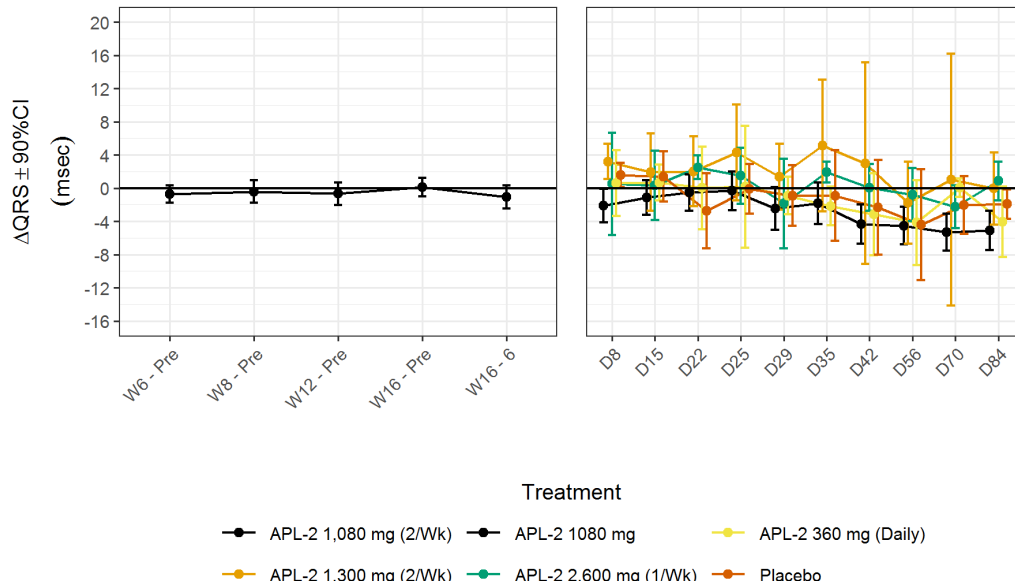 ΔQRS ± 90%CI
(msec)
20
16
12
8
4
0
-4
-8
-12
-16
W6 - Pre
W8 - Pre
W12 - Pre
W16 - Pre
W16 - 6
D8
D15
D22
D25
D29
D35
D42
D56
D70
D84
Treatment
APL-2 1,080 mg (2/Wk) APL-2 1080 mg APL-2 360 mg (Daily)
APL-2 1,300 mg (2/Wk) APL-2 2,600 mg (1/Wk) Placebo